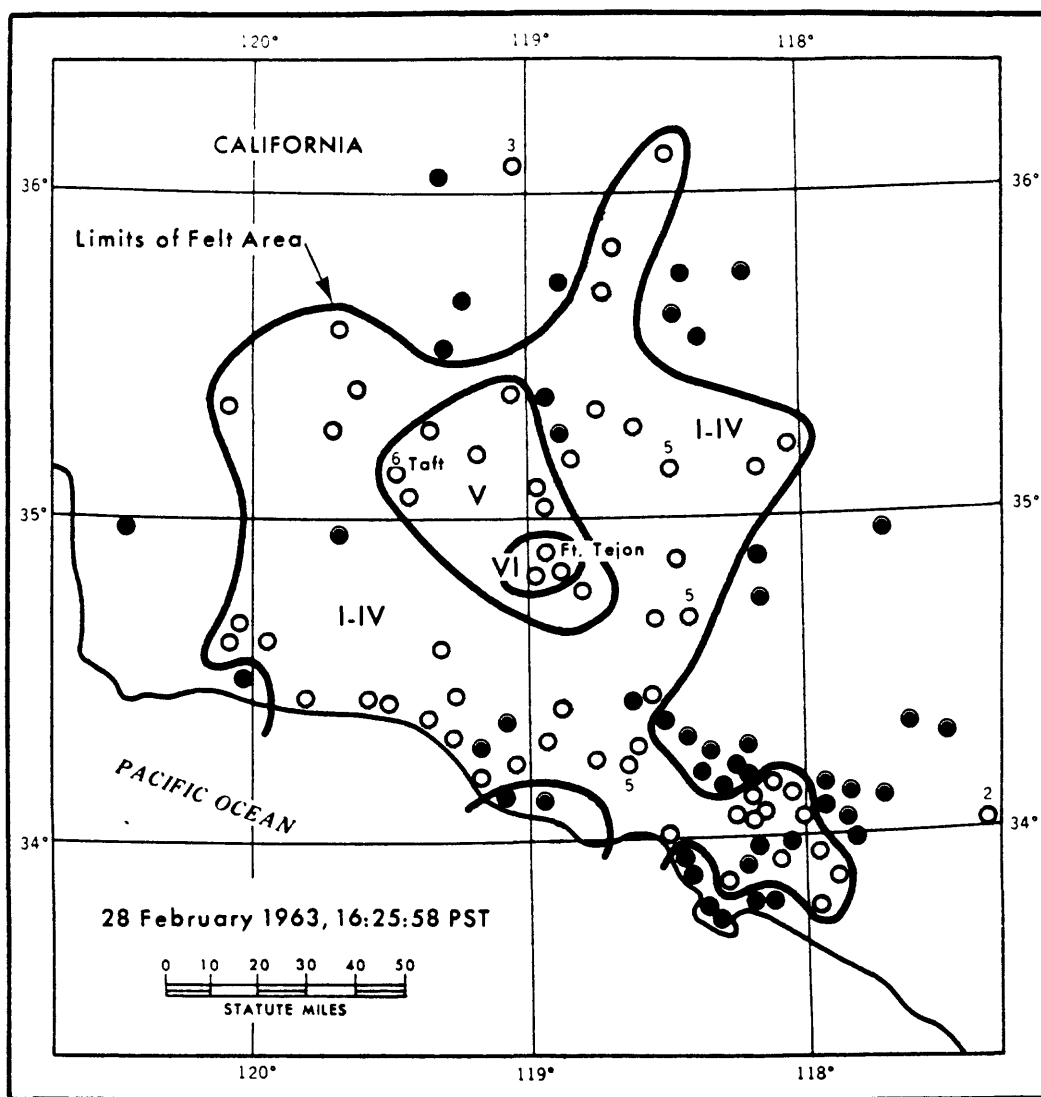 120° 119° 118°
CALIFORNIA
3
36° 36°
Limits of Felt Area
I-IV
5
6 Taft
V
35° 35°
Ft. Tejon
VI
5
I-IV
PACIFIC OCEAN
5
2
34° 34°
28 February 1963, 16:25:58 PST
0 10 20 30 40 50
STATUTE MILES
120° 119° 118°